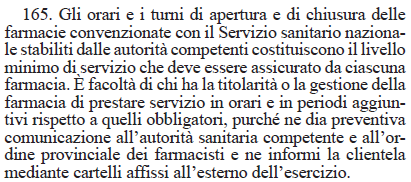 165. Gli orari e i turni di apertura e di chiusura delle
farmacie convenzionate con il Servizio sanitario naziona-
le stabiliti dalle autorità competenti costituiscono il livello
minimo di servizio che deve essere assicurato da ciascuna
farmacia. È facoltà di chi ha la titolarità o la gestione della
farmacia di prestare servizio in orari e in periodi aggiun-
tivi rispetto a quelli obbligatori, purché ne dia preventiva
comunicazione all'autorità sanitaria competente e all'or-
dine provinciale dei farmacisti e ne informi la clientela
mediante cartelli affissi all'esterno dell'esercizio.